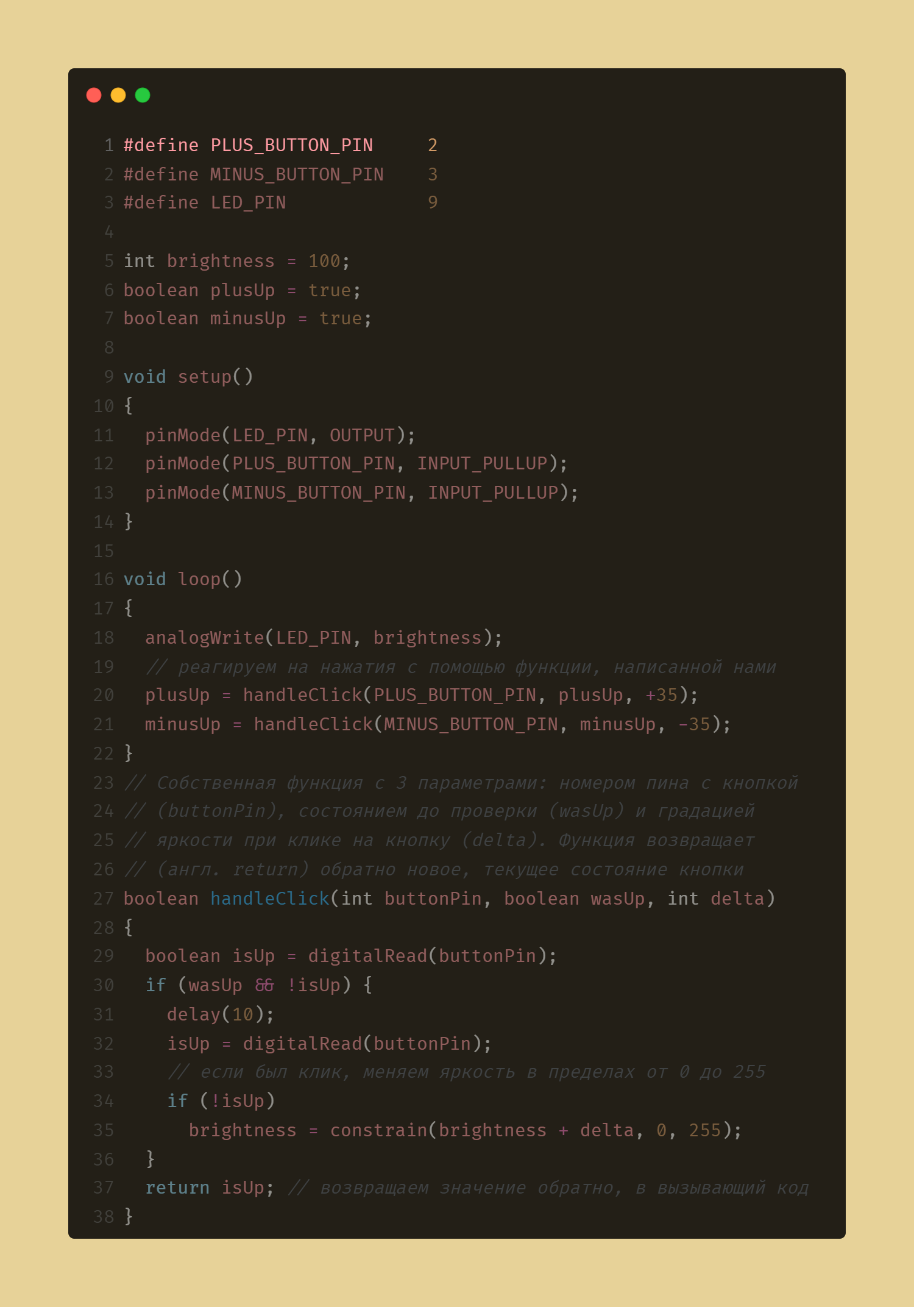 1 #define PLUS_BUTTON_PIN     2
2 #define MINUS_BUTTON_PIN    3
3 #define LED_PIN             9
4
5 int brightness = 100;
6 boolean plusUp = true;
7 boolean minusUp = true;
8
9 void setup()
10 {
11   pinMode(LED_PIN, OUTPUT);
12   pinMode(PLUS_BUTTON_PIN, INPUT_PULLUP);
13   pinMode(MINUS_BUTTON_PIN, INPUT_PULLUP);
14 }
15
16 void loop()
17 {
18   analogWrite(LED_PIN, brightness);
19   // реагируем на нажатия с помощью функции, написанной нами
20   plusUp = handleClick(PLUS_BUTTON_PIN, plusUp, +35);
21   minusUp = handleClick(MINUS_BUTTON_PIN, minusUp, -35);
22 }
23 // Собственная функция с 3 параметрами: номером пина с кнопкой
24 // (buttonPin), состоянием до проверки (wasUp) и градацией
25 // яркости при клике на кнопку (delta). Функция возвращает
26 // (англ. return) обратно новое, текущее состояние кнопки
27 boolean handleClick(int buttonPin, boolean wasUp, int delta)
28 {
29   boolean isUp = digitalRead(buttonPin);
30   if (wasUp && !isUp) {
31     delay(10);
32     isUp = digitalRead(buttonPin);
33     // если был клик, меняем яркость в пределах от 0 до 255
34     if (!isUp)
35       brightness = constrain(brightness + delta, 0, 255);
36   }
37   return isUp; // возвращаем значение обратно, в вызывающий код
38 }